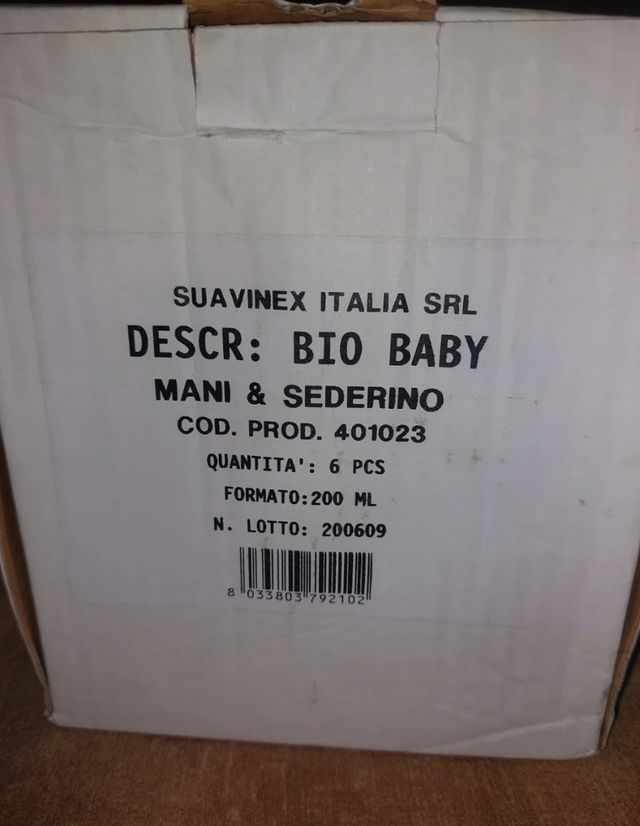 SUAVINEX ITALIA SRL
DESCR: BIO BABY
MANI & SEDERINO
COD. PROD. 401023
QUANTITA': 6 PCS
FORMATO:200 ML
N. LOTTO: 200609
8 033803 792102